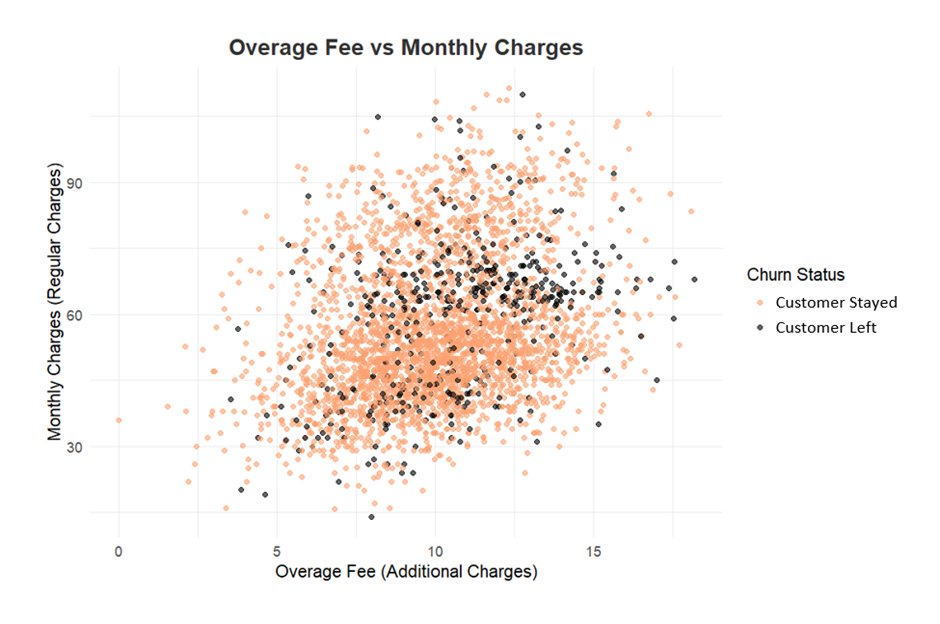 Overage Fee vs Monthly Charges
Monthly Charges (Regular Charges)
90
60
30
0
5
10
15
Overage Fee (Additional Charges)
Churn Status
Customer Stayed
Customer Left